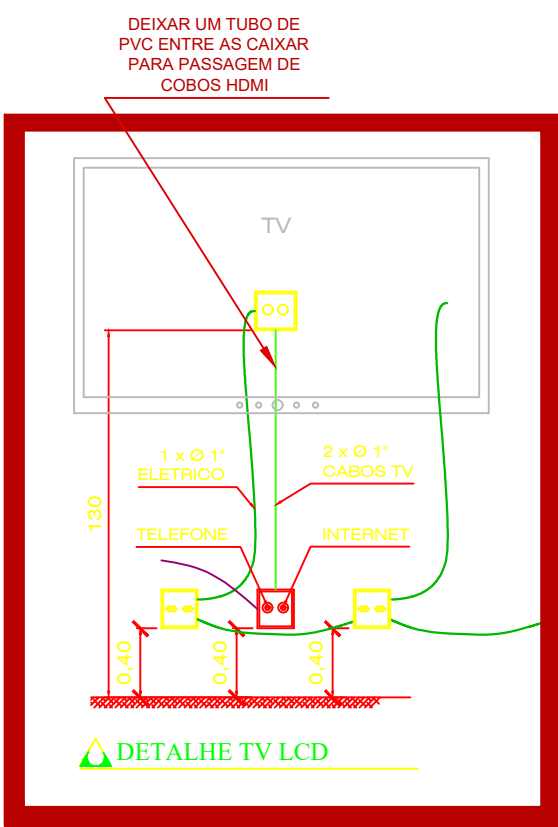 DEIXAR UM TUBO DE
PVC ENTRE AS CAIXAR
PARA PASSAGEM DE
COBOS HDMI
TV
1 x Ø 1"
ELETRICO
2 x Ø 1"
CABOS TV
130
TELEFONE
INTERNET
0,40
0,40
0,40
DETALHE TV LCD